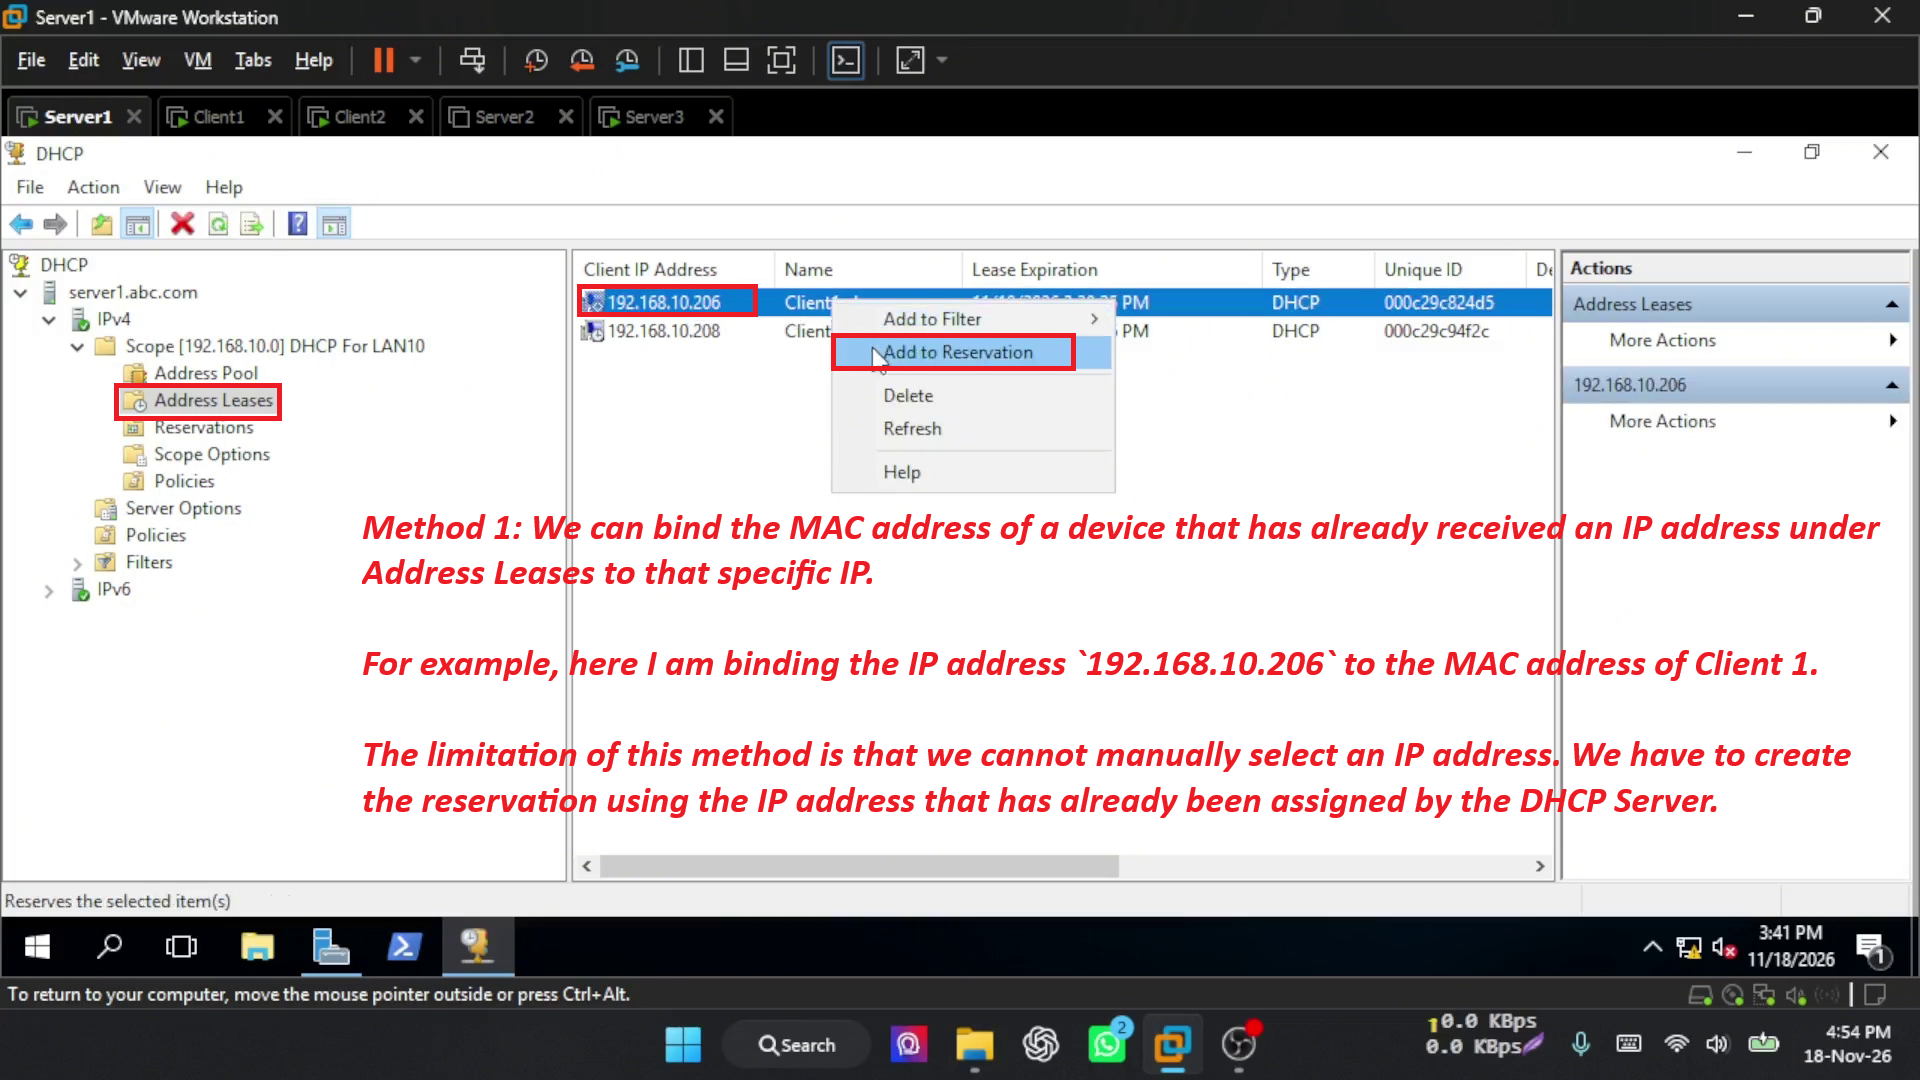 Server1 - VMware Workstation
File Edit View VM Tabs Help
Server1 Client1 Client2 Server2 Server3
DHCP
File Action View Help
DHCP
server1.abc.com
IPv4
Scope [192.168.10.0] DHCP For LAN10
Address Pool
Address Leases
Reservations
Scope Options
Policies
Server Options
Policies
Filters
IPv6
Client IP Address Name Lease Expiration Type Unique ID
192.168.10.206 PM DHCP 000c29c824d5
192.168.10.208 PM DHCP 000c29c94f2c
Add to Filter
Add to Reservation
Delete
Refresh
Help
Actions
Address Leases
More Actions
192.168.10.206
More Actions
Method 1: We can bind the MAC address of a device that has already received an IP address under
Address Leases to that specific IP.
For example, here I am binding the IP address `192.168.10.206` to the MAC address of Client 1.
The limitation of this method is that we cannot manually select an IP address. We have to create
the reservation using the IP address that has already been assigned by the DHCP Server.
Reserves the selected item(s)
3:41 PM
11/18/2026
1
To return to your computer, move the mouse pointer outside or press Ctrl+Alt.
Search
2
0.0 KBps
0.0 KBps
4:54 PM
18-Nov-26